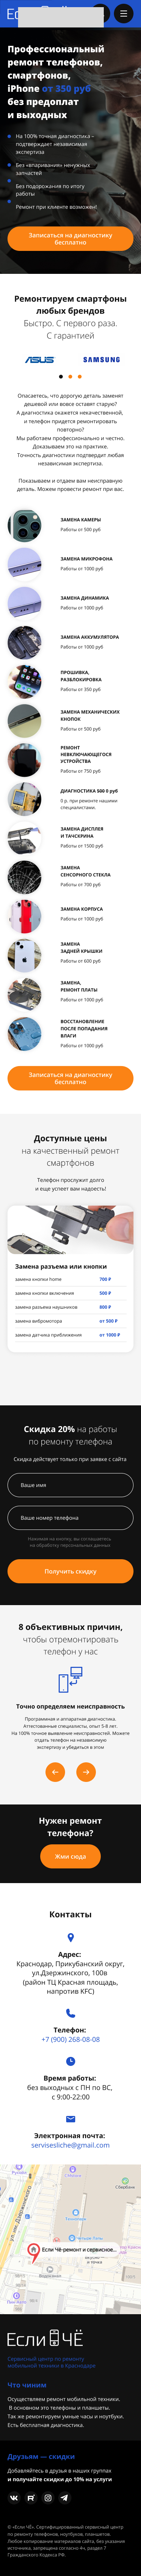 Профессиональный
ремонт телефонов,
смартфонов,
iPhone от 350 руб
без предоплат
и выходных
На 100% точная диагностика –
подтверждает независимая
экспертиза
Без «впаривания» ненужных
запчастей
Без подорожания по итогу
работы
Ремонт при клиенте возможен!
Записаться на диагностику
бесплатно
Ремонтируем смартфоны
любых брендов
Быстро. С первого раза.
С гарантией
ASUS
SAMSUNG
Опасаетесь, что дорогую деталь заменят
дешевой или вовсе оставят старую?
А диагностика окажется некачественной,
и телефон придется ремонтировать
повторно?
Мы работаем профессионально и честно.
Доказываем это на практике.
Точность диагностики подтвердит любая
независимая экспертиза.
Показываем и отдаем вам неисправную
деталь. Можем провести ремонт при вас.
ЗАМЕНА КАМЕРЫ
Работы от 500 руб
ЗАМЕНА МИКРОФОНА
Работы от 1000 руб
ЗАМЕНА ДИНАМИКА
Работы от 1000 руб
ЗАМЕНА АККУМУЛЯТОРА
Работы от 1000 руб
ПРОШИВКА,
РАЗБЛОКИРОВКА
Работы от 350 руб
ЗАМЕНА МЕХАНИЧЕСКИХ
КНОПОК
Работы от 500 руб
РЕМОНТ
НЕВКЛЮЧАЮЩЕГОСЯ
УСТРОЙСТВА
Работы от 750 руб
ДИАГНОСТИКА 500 0 руб
0 р. при ремонте нашими
специалистами.
ЗАМЕНА ДИСПЛЕЯ
И ТАЧСКРИНА
Работы от 1500 руб
ЗАМЕНА
СЕНСОРНОГО СТЕКЛА
Работы от 700 руб
ЗАМЕНА КОРПУСА
Работы от 1000 руб
ЗАМЕНА
ЗАДНЕЙ КРЫШКИ
Работы от 600 руб
ЗАМЕНА,
РЕМОНТ ПЛАТЫ
Работы от 1000 руб
ВОССТАНОВЛЕНИЕ
ПОСЛЕ ПОПАДАНИЯ
ВЛАГИ
Работы от 1000 руб
Записаться на диагностику
бесплатно
Доступные цены
на качественный ремонт
смартфонов
Телефон прослужит долго
и еще успеет вам надоесть!
Замена разъема или кнопки
замена кнопки home 700 ₽
замена кнопки включения 500 ₽
замена разъёма наушников 800 ₽
замена вибромотора от 500 ₽
замена датчика приближения от 1000 ₽
Скидка 20% на работы
по ремонту телефона
Скидка действует только при заявке с сайта
Ваше имя
Ваше номер телефона
Нажимая на кнопку, вы соглашаетесь
на обработку персональных данных
Получить скидку
8 объективных причин,
чтобы отремонтировать
телефон у нас
Точно определяем неисправность
Программная и аппаратная диагностика.
Аттестованные специалисты, опыт 5-8 лет.
На 100% точное выявление неисправностей. Можете
отдать телефон на независимую
экспертизу и убедиться в этом
Нужен ремонт
телефона?
Жми сюда
Контакты
Адрес:
Краснодар, Прикубанский округ,
ул.Дзержинского, 100в
(район ТЦ Красная площадь,
напротив KFC)
Телефон:
+7 (900) 268-08-08
Время работы:
без выходных с ПН по ВС,
с 9:00-22:00
Электронная почта:
servisesliche@gmail.com
Если Чё-ремонт и сервисное...
Если ЧЁ
Сервисный центр по ремонту
мобильной техники в Краснодаре
Что чиним
Осуществляем ремонт мобильной техники.
В основном это телефоны и планшеты.
Так же ремонтируем умные часы и ноутбуки.
Есть бесплатная диагностика.
Друзьям — скидки
Добавляйтесь в друзья в наших группах
и получайте скидки до 10% на услуги
© «Если Чё». Сертифицированный сервисный центр
по ремонту телефонов, ноутбуков, планшетов.
Любое копирование материалов сайта, без указания
источника, запрещена согласно 4ч, раздел 7
Гражданского Кодекса РФ.